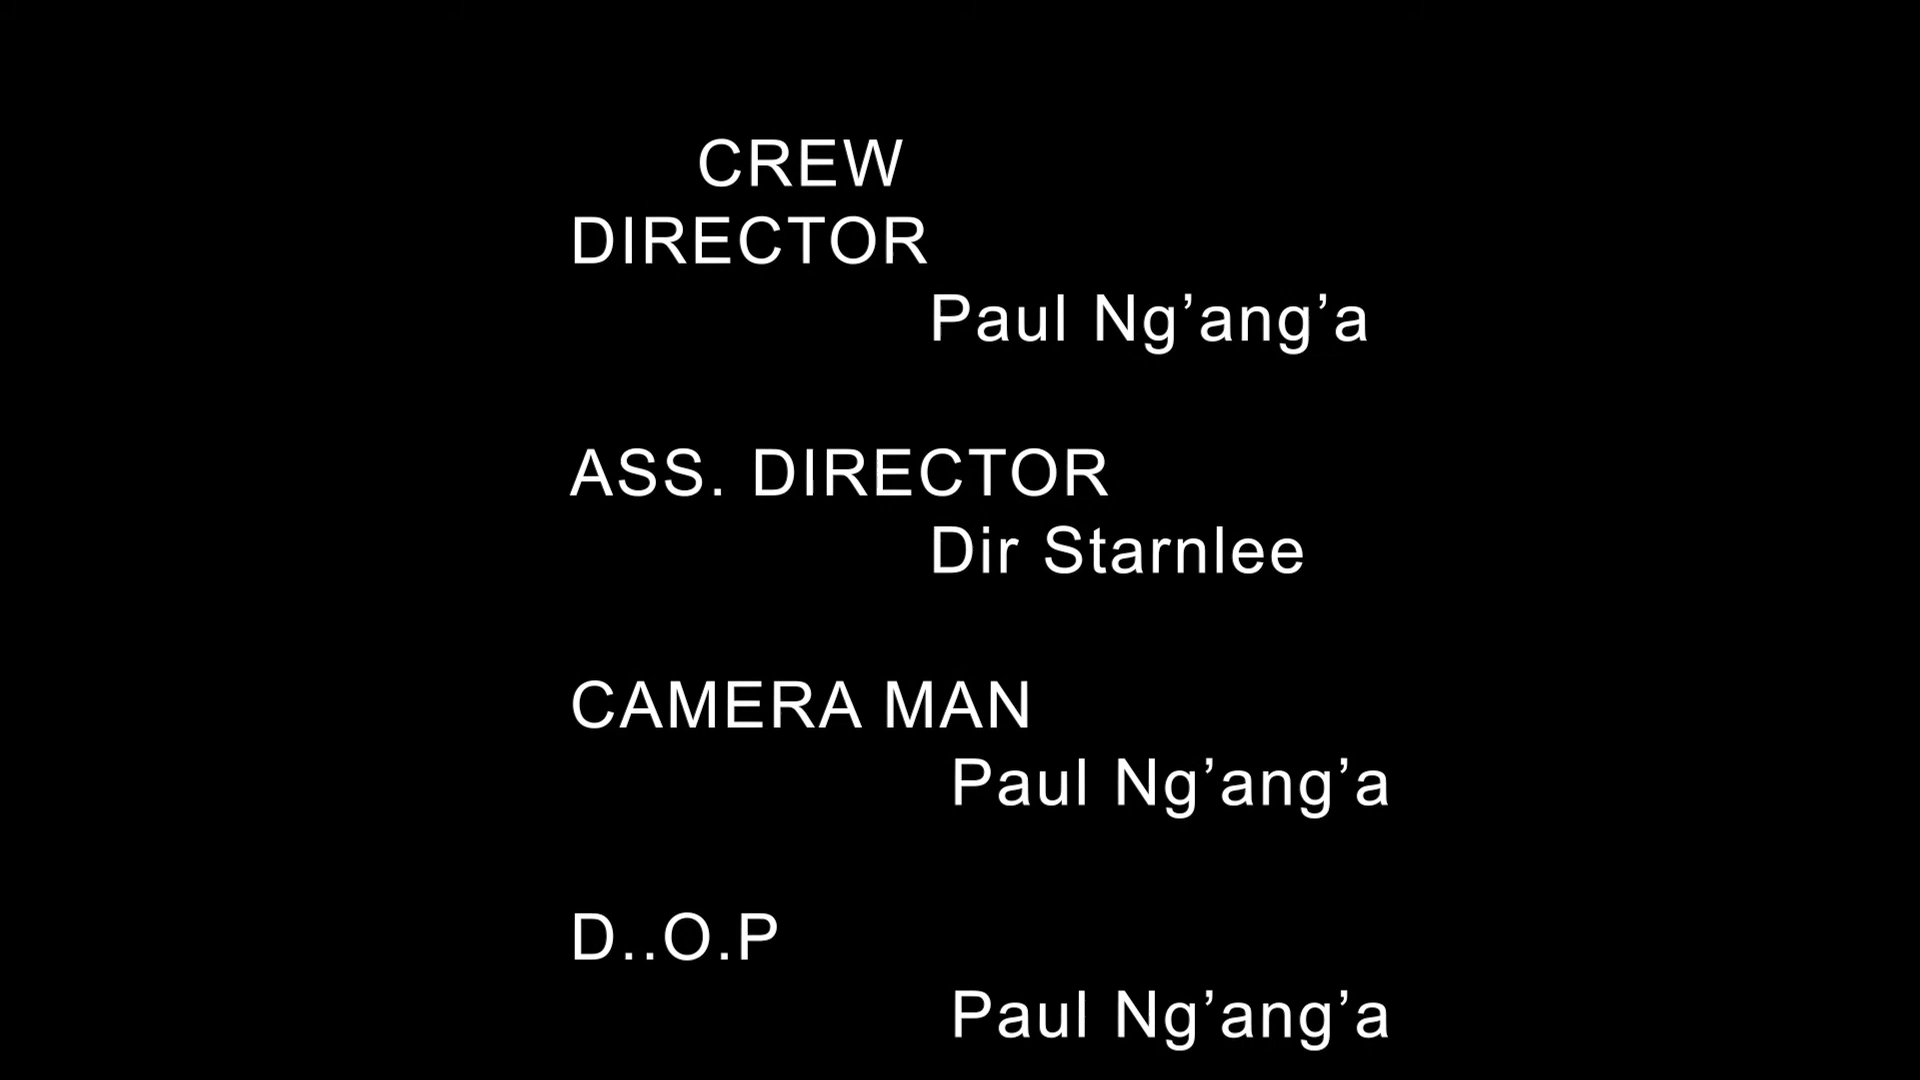 CREW
DIRECTOR
Paul Ng’ang’a
ASS. DIRECTOR
Dir Starnlee
CAMERA MAN
Paul Ng’ang’a
D..O.P
Paul Ng’ang’a